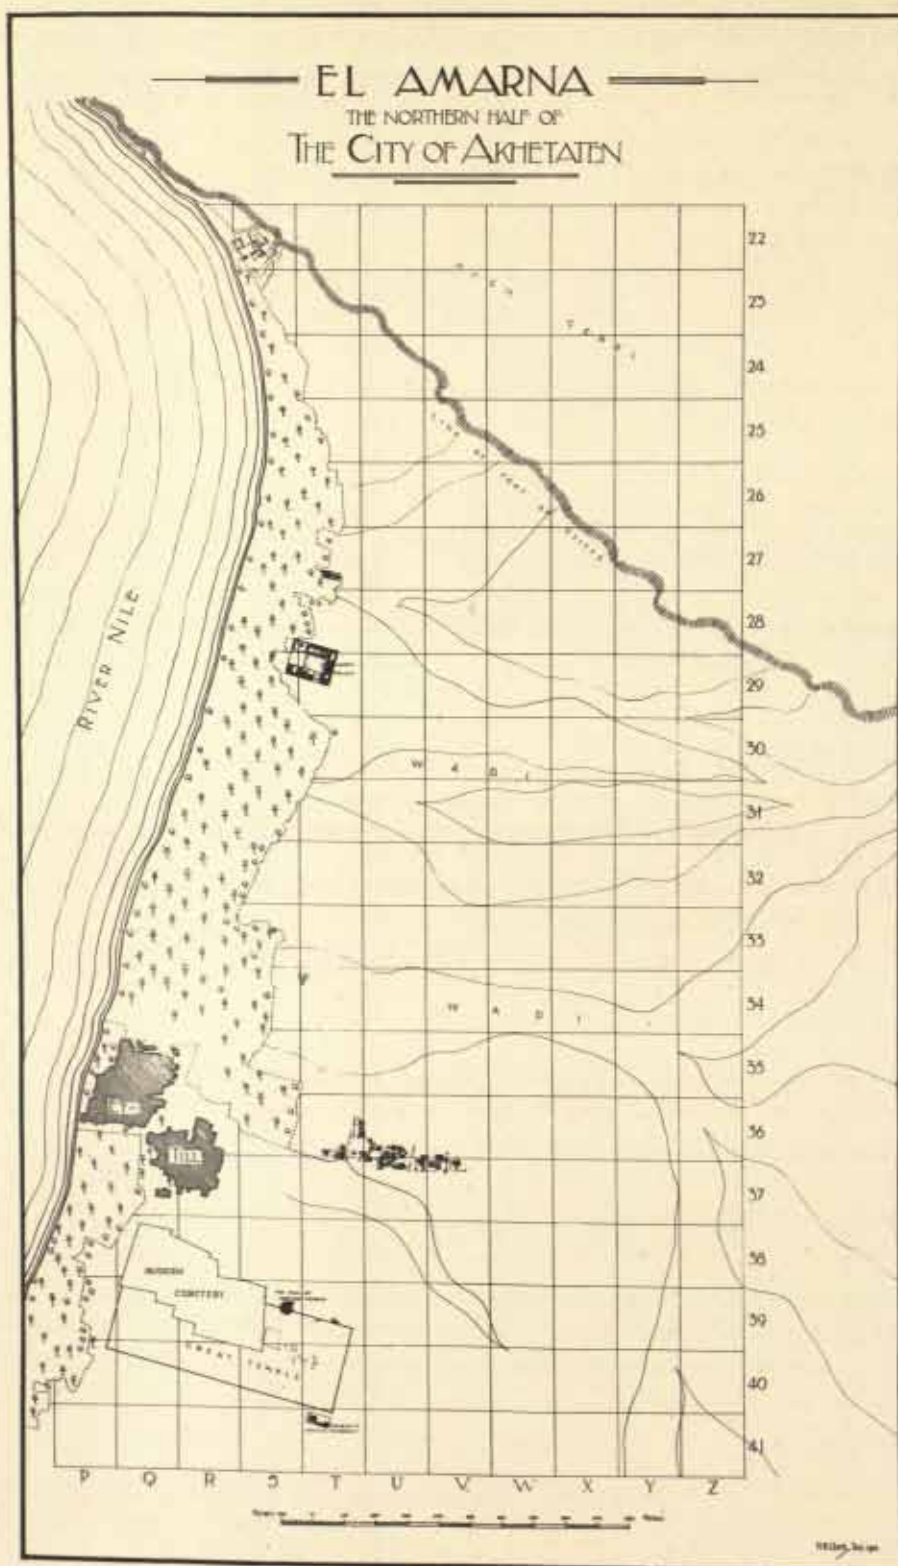 EL AMARNA
THE NORTHERN HALF OF
THE CITY OF AKHETATEN
22
23
24
25
26
27
28
29
30
31
32
33
34
35
36
37
38
39
40
41
HIGH
DESERT
RIVER NILE
WADI
WADI
MODERN
CEMETERY
GREAT TEMPLE
P Q R S T U V W X Y Z